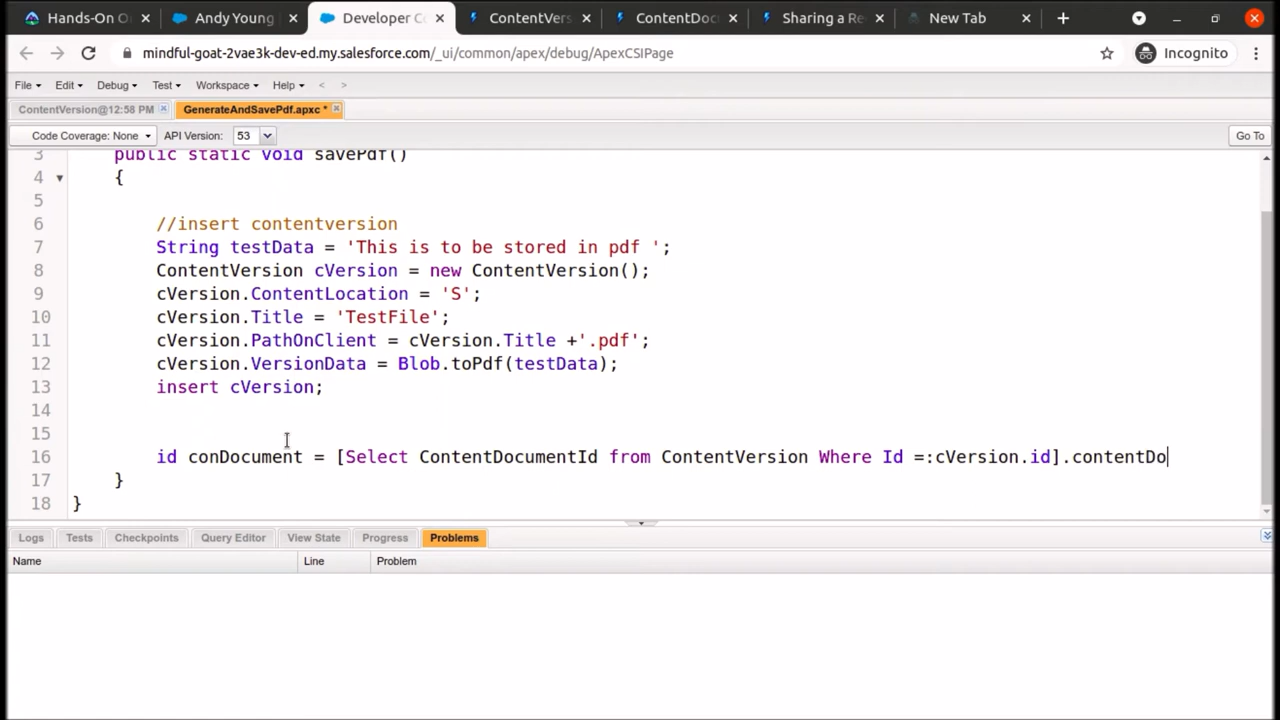 Hands-On O
Andy Young
Developer C
ContentVers
ContentDoc
Sharing a Re
New Tab
mindful-goat-2vae3k-dev-ed.my.salesforce.com/_ui/common/apex/debug/ApexCSIPage
Incognito
File Edit Debug Test Workspace Help < >
ContentVersion@12:58 PM GenerateAndSavePdf.apxc *
Code Coverage: None API Version: 53 Go To
3 public static void savePdf()
4 {
5
6 //insert contentversion
7 String testData = 'This is to be stored in pdf ';
8 ContentVersion cVersion = new ContentVersion();
9 cVersion.ContentLocation = 'S';
10 cVersion.Title = 'TestFile';
11 cVersion.PathOnClient = cVersion.Title +'.pdf';
12 cVersion.VersionData = Blob.toPdf(testData);
13 insert cVersion;
14
15
16 id conDocument = [Select ContentDocumentId from ContentVersion Where Id =:cVersion.id].contentDo
17 }
18 }
Logs Tests Checkpoints Query Editor View State Progress Problems
Name Line Problem